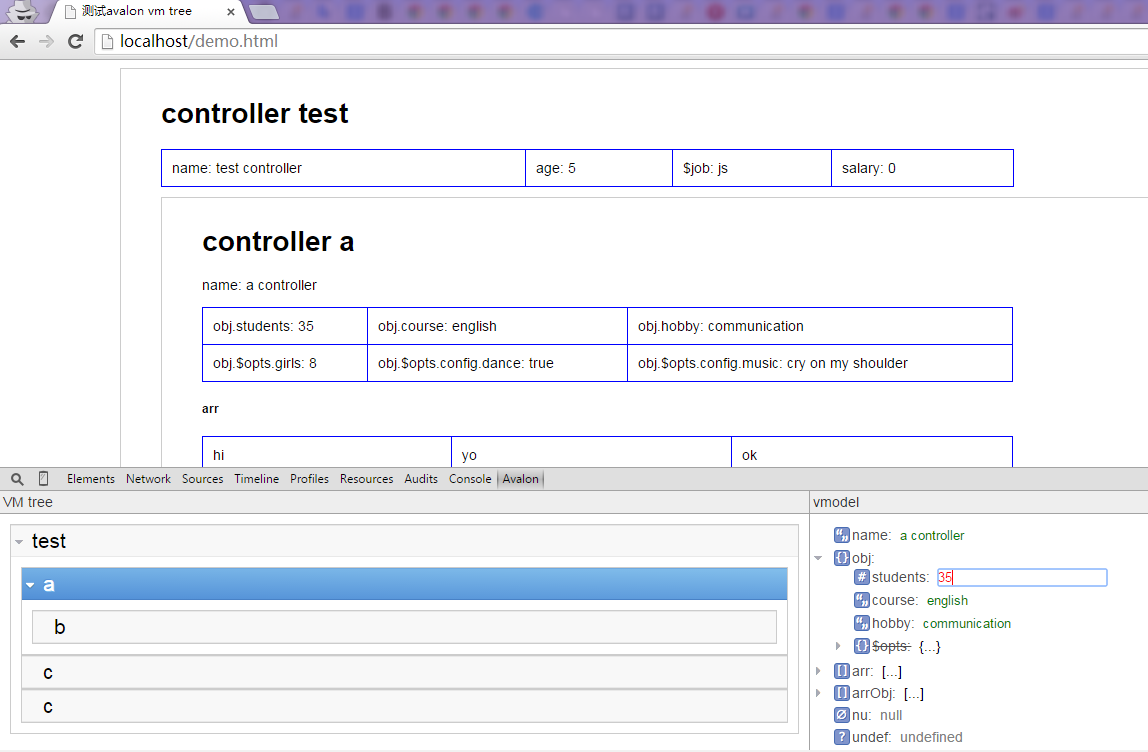 测试avalon vm tree
localhost/demo.html
controller test
name: test controller age: 5 $job: js salary: 0
controller a
name: a controller
obj.students: 35 obj.course: english obj.hobby: communication
obj.$opts.girls: 8 obj.$opts.config.dance: true obj.$opts.config.music: cry on my shoulder
arr
hi yo ok
Elements Network Sources Timeline Profiles Resources Audits Console Avalon
VM tree
test
a
b
c
c
vmodel
name: a controller
obj:
students: 35
course: english
hobby: communication
$opts: {...}
arr: [...]
arrObj: [...]
nu: null
undef: undefined